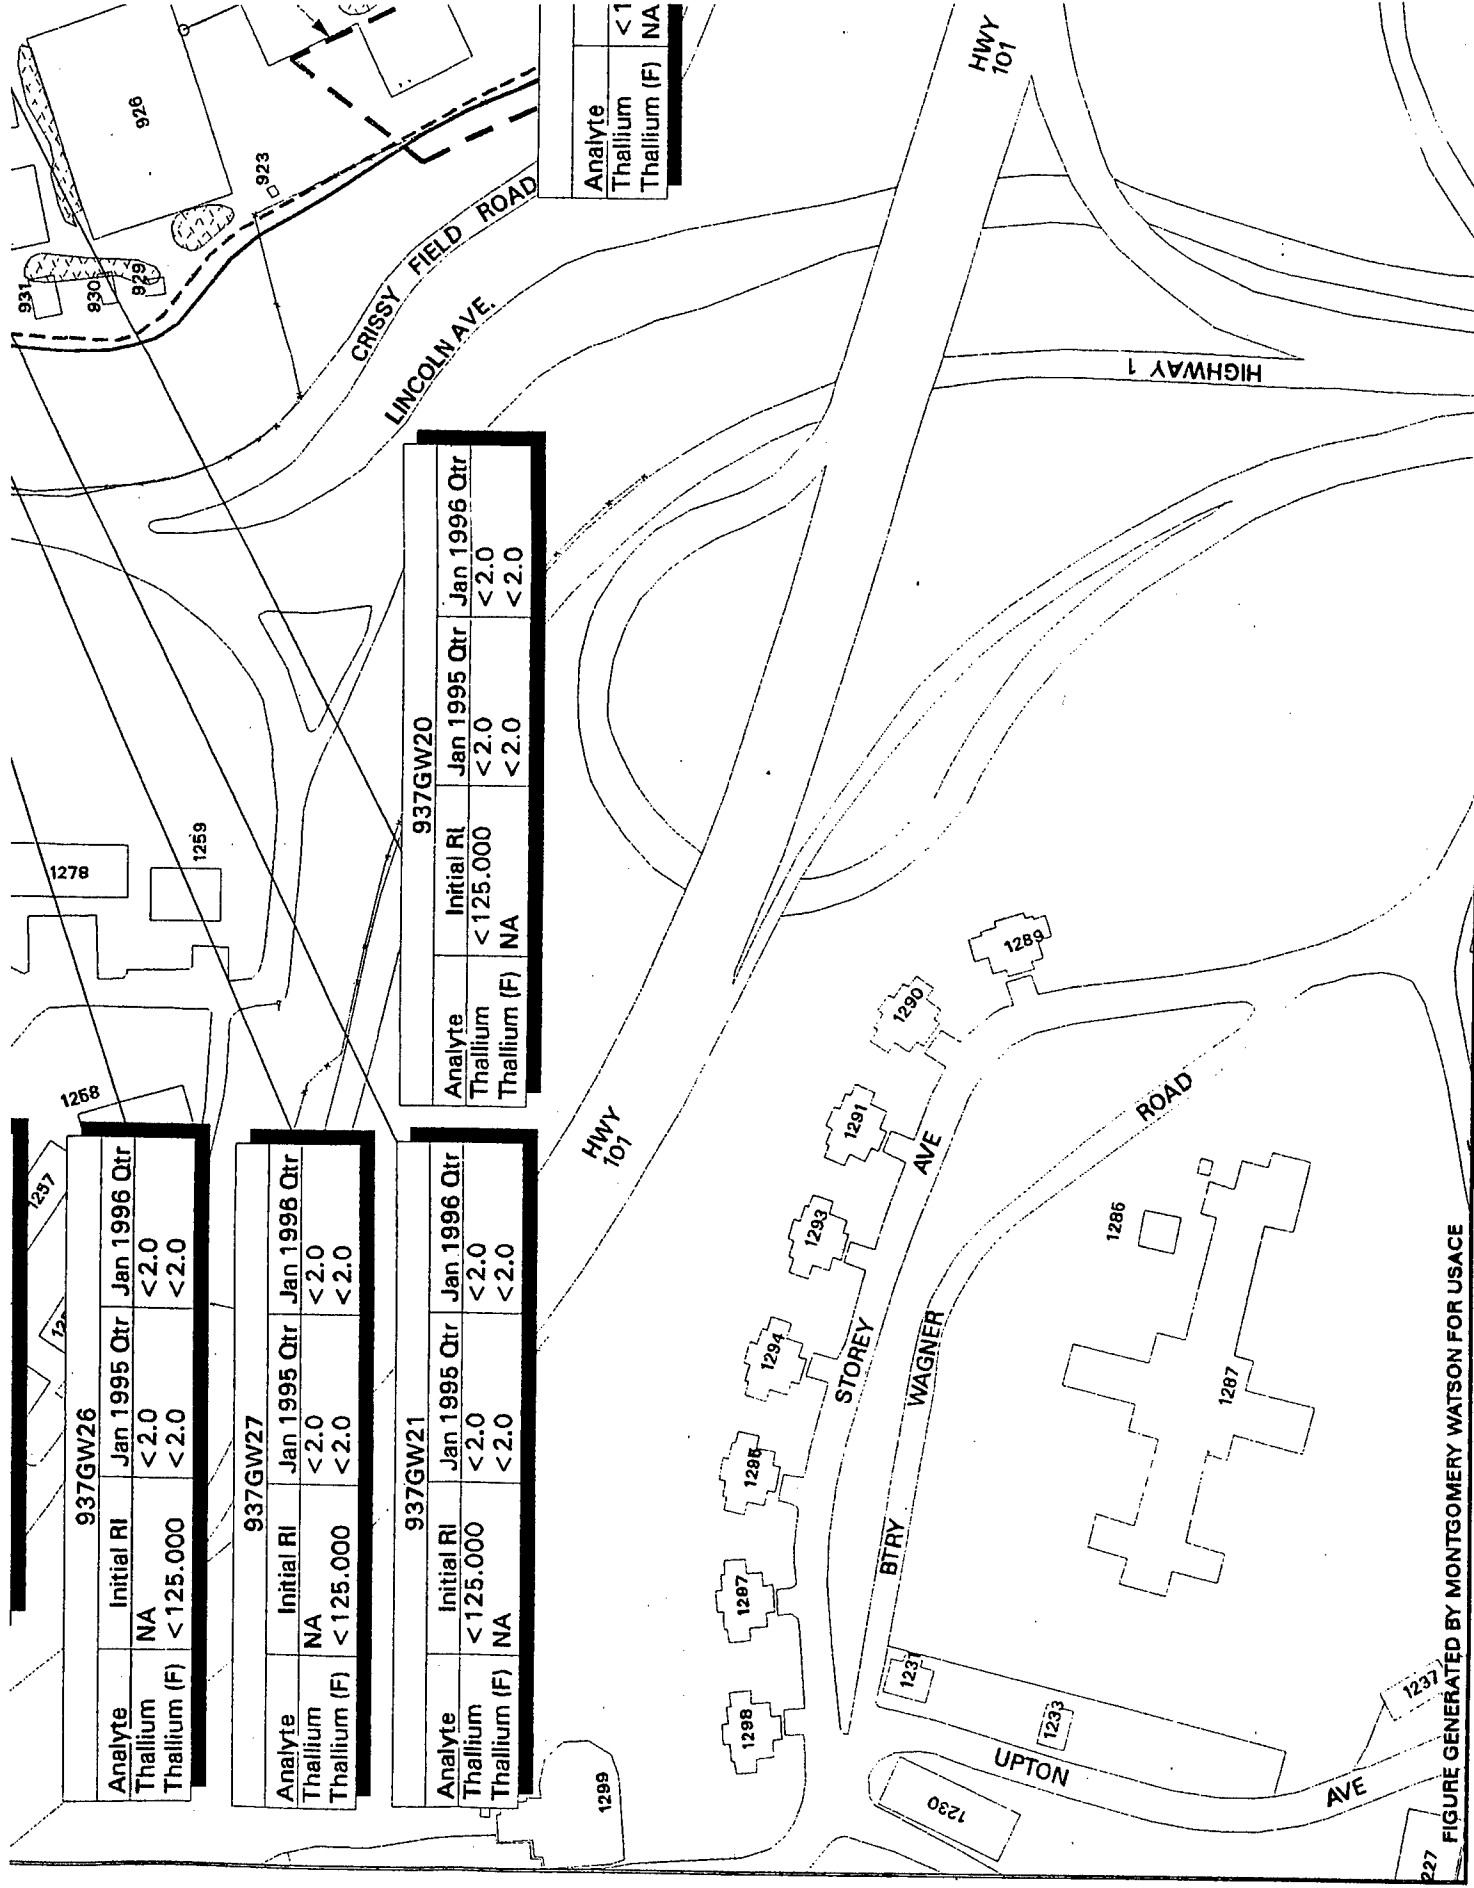 937GW26
Analyte Initial RI Jan 1995 Qtr Jan 1996 Qtr
Thallium NA <2.0 <2.0
Thallium (F) <125.000 <2.0 <2.0
937GW27
Analyte Initial RI Jan 1995 Qtr Jan 1996 Qtr
Thallium NA <2.0 <2.0
Thallium (F) <125.000 <2.0 <2.0
937GW21
Analyte Initial RI Jan 1995 Qtr Jan 1996 Qtr
Thallium <125.000 <2.0 <2.0
Thallium (F) NA <2.0 <2.0
937GW20
Analyte Initial RI Jan 1995 Qtr Jan 1996 Qtr
Thallium <125.000 <2.0 <2.0
Thallium (F) NA <2.0 <2.0
Analyte
Thallium <1
Thallium (F) NA
1257
1268
1278
1259
931
930
929
926
923
CRISSY FIELD ROAD
LINCOLN AVE.
HWY
101
HWY
101
HIGHWAY 1
1299
1298
1297
1295
1294
1293
1291
1290
1289
STOREY AVE
BTRY WAGNER ROAD
1286
1287
1231
1233
1230
1237
227
UPTON AVE
FIGURE GENERATED BY MONTGOMERY WATSON FOR USACE